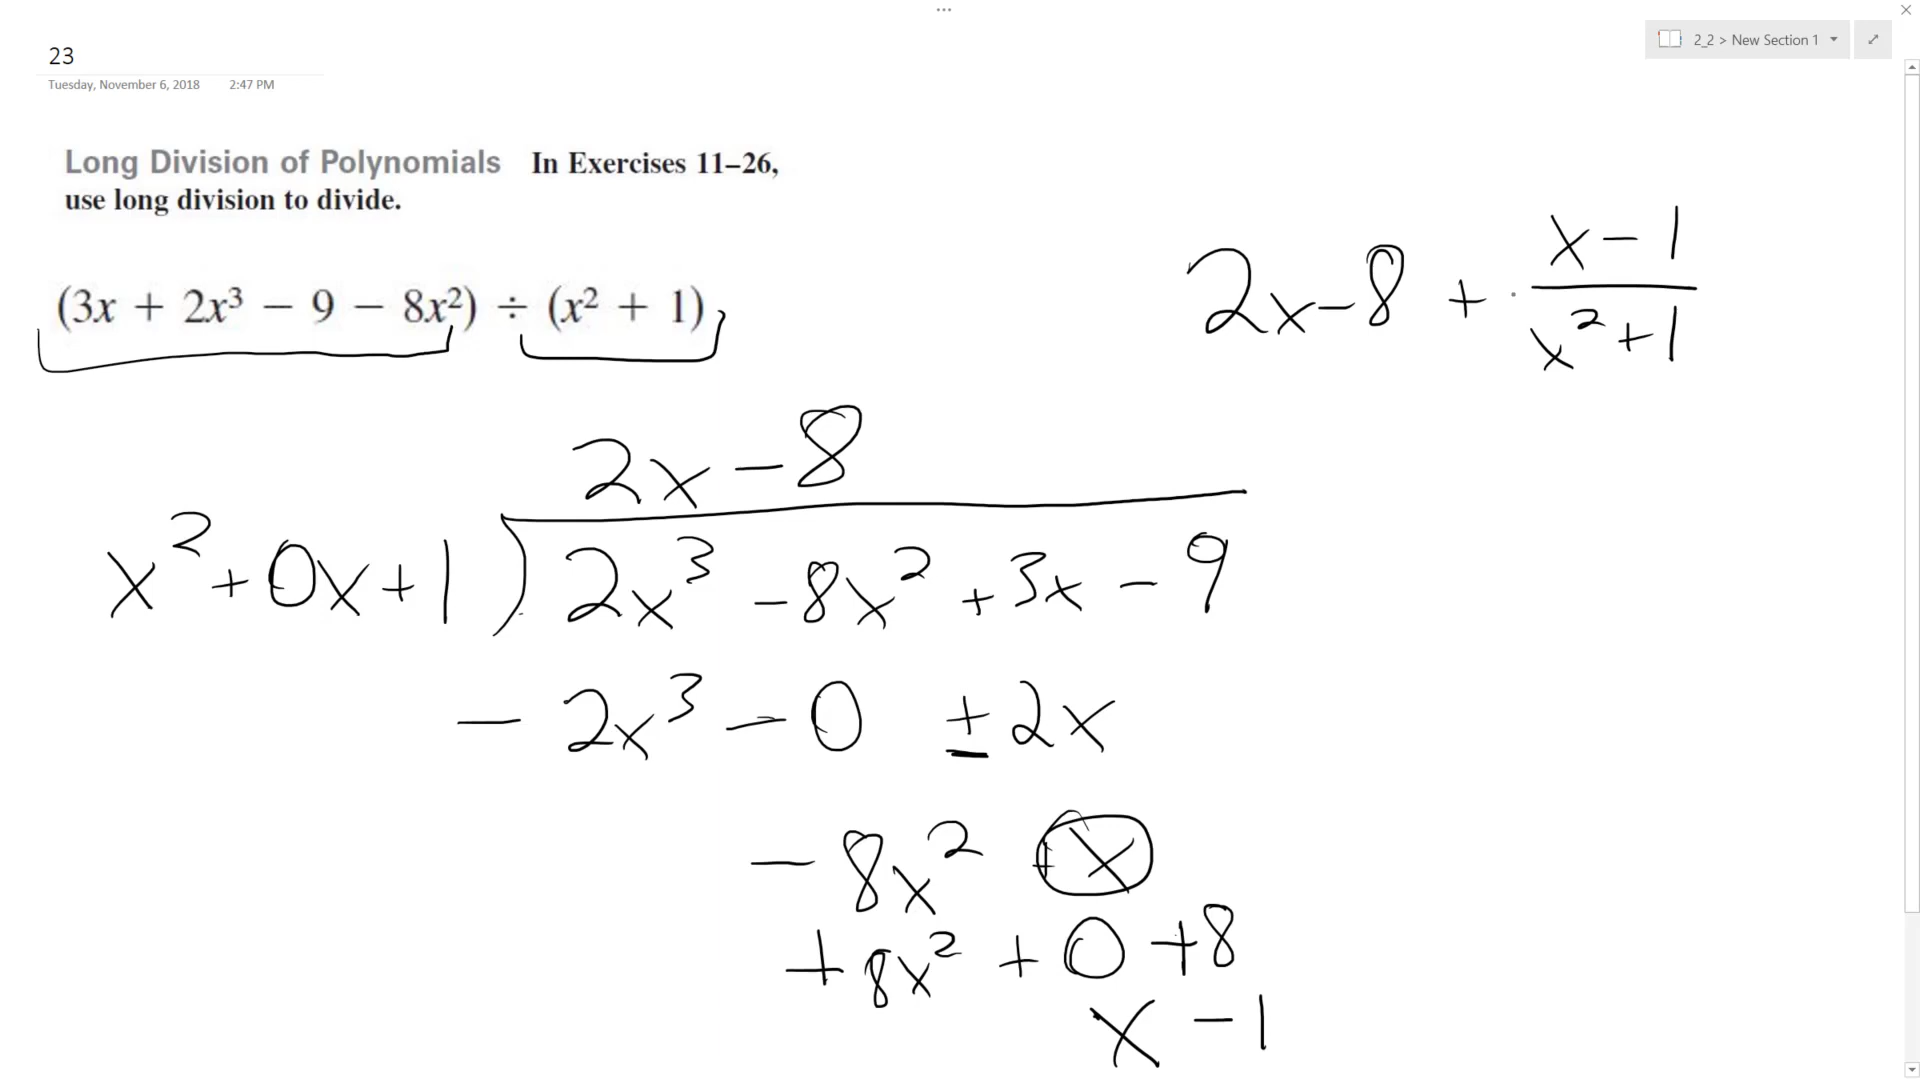 ...
2_2 > New Section 1
23
Tuesday, November 6, 2018 2:47 PM
Long Division of Polynomials In Exercises 11–26,
use long division to divide.
(3x + 2x³ − 9 − 8x²) ÷ (x² + 1)
2x − 8 + (x − 1)/(x² + 1)
2x − 8
x² + 0x + 1 ) 2x³ − 8x² + 3x − 9
− 2x³ − 0 ± 2x
− 8x² + x
+ 8x² + 0 + 8
x − 1